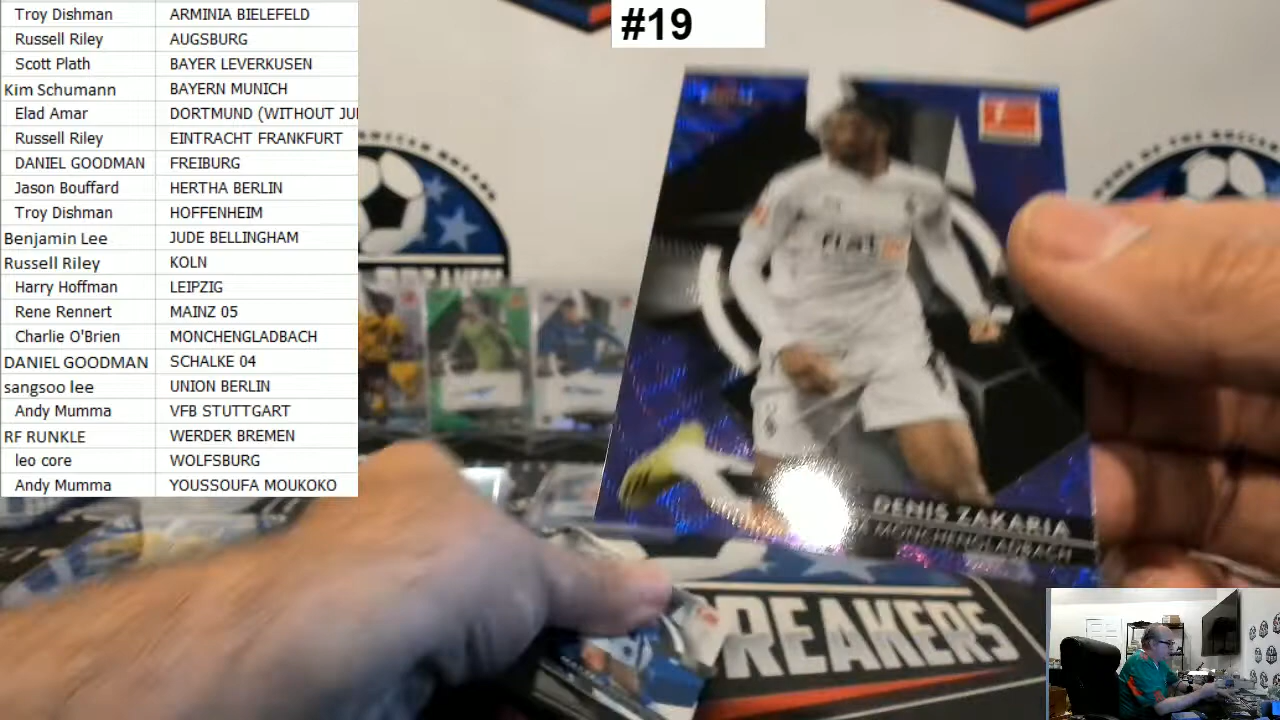 #19
Troy Dishman ARMINIA BIELEFELD
Russell Riley AUGSBURG
Scott Plath BAYER LEVERKUSEN
Kim Schumann BAYERN MUNICH
Elad Amar DORTMUND (WITHOUT JU
Russell Riley EINTRACHT FRANKFURT
DANIEL GOODMAN FREIBURG
Jason Bouffard HERTHA BERLIN
Troy Dishman HOFFENHEIM
Benjamin Lee JUDE BELLINGHAM
Russell Riley KOLN
Harry Hoffman LEIPZIG
Rene Rennert MAINZ 05
Charlie O'Brien MONCHENGLADBACH
DANIEL GOODMAN SCHALKE 04
sangsoo lee UNION BERLIN
Andy Mumma VFB STUTTGART
RF RUNKLE WERDER BREMEN
leo core WOLFSBURG
Andy Mumma YOUSSOUFA MOUKOKO
DENIS ZAKARIA
MÖNCHENGLADBACH
BREAKERS